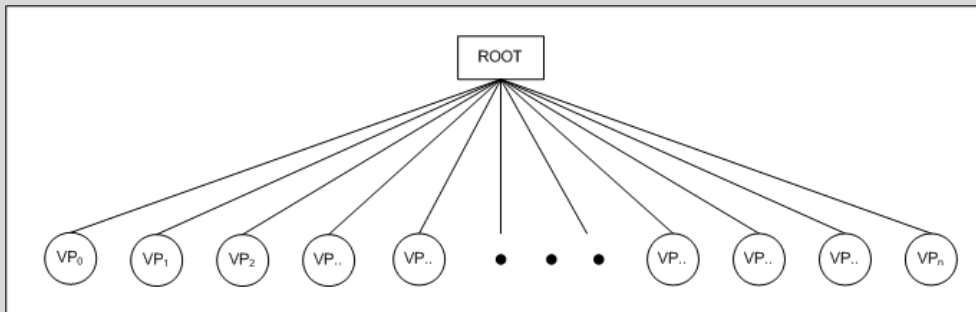 ROOT
VP₀ VP₁ VP₂ VP.. VP.. • • • VP.. VP.. VP.. VPₙ